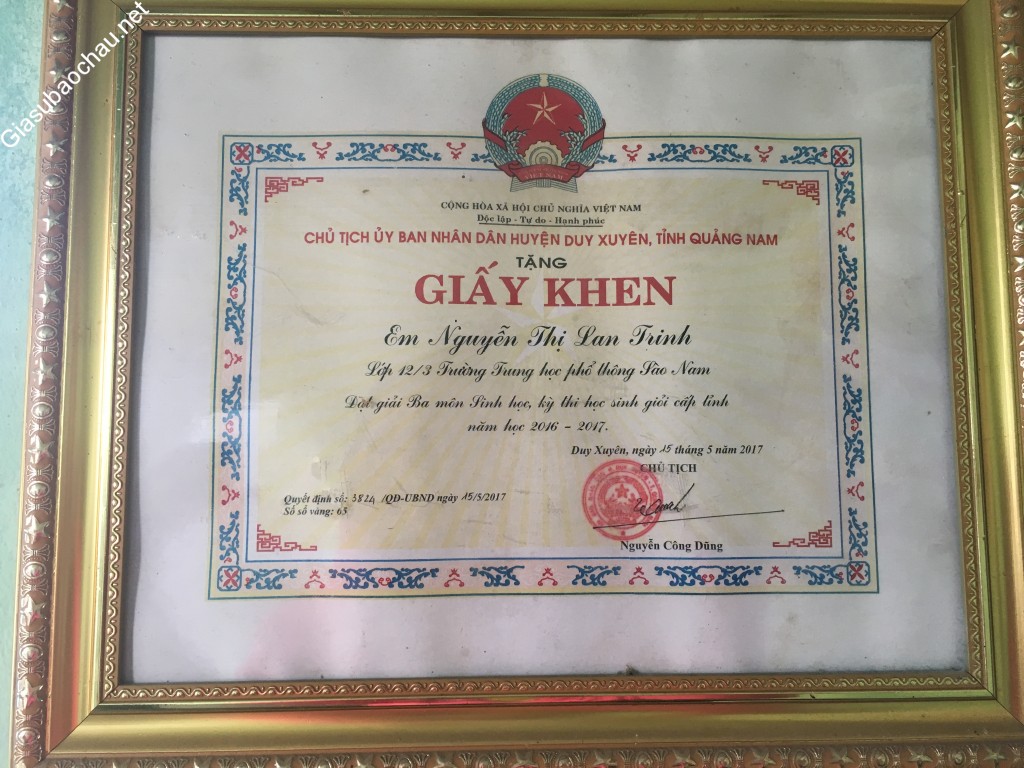 Giasubaochau.net
VIỆT NAM
CỘNG HÒA XÃ HỘI CHỦ NGHĨA VIỆT NAM
Độc lập - Tự do - Hạnh phúc
CHỦ TỊCH ỦY BAN NHÂN DÂN HUYỆN DUY XUYÊN, TỈNH QUẢNG NAM
TẶNG
GIẤY KHEN
Em Nguyễn Thị Lan Trinh
Lớp 12/3 Trường Trung học phổ thông Sào Nam
Đạt giải Ba môn Sinh học, kỳ thi học sinh giỏi cấp tỉnh
năm học 2016 - 2017.
Duy Xuyên, ngày 15 tháng 5 năm 2017
CHỦ TỊCH
Quyết định số: 3824 /QĐ-UBND ngày 15/5/2017
Số sổ vàng: 65
Nguyễn Công Dũng